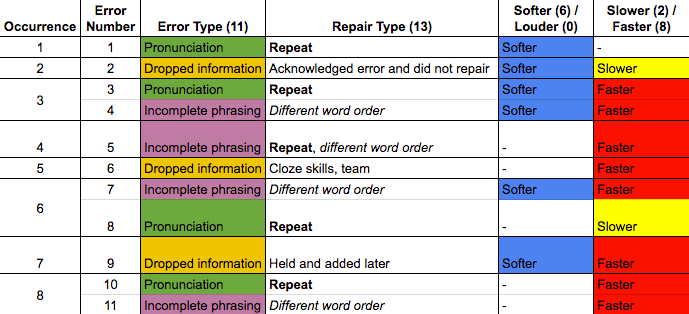 Occurrence Error Number Error Type (11) Repair Type (13) Softer (6) / Louder (0) Slower (2) / Faster (8)
1 1 Pronunciation Repeat Softer -
2 2 Dropped information Acknowledged error and did not repair Softer Slower
3 3 Pronunciation Repeat Softer Faster
4 Incomplete phrasing Different word order Softer Faster
4 5 Incomplete phrasing Repeat, different word order - Faster
5 6 Dropped information Cloze skills, team - Faster
6 7 Incomplete phrasing Different word order Softer Faster
8 Pronunciation Repeat - Slower
7 9 Dropped information Held and added later Softer Faster
8 10 Pronunciation Repeat - Faster
11 Incomplete phrasing Different word order - Faster